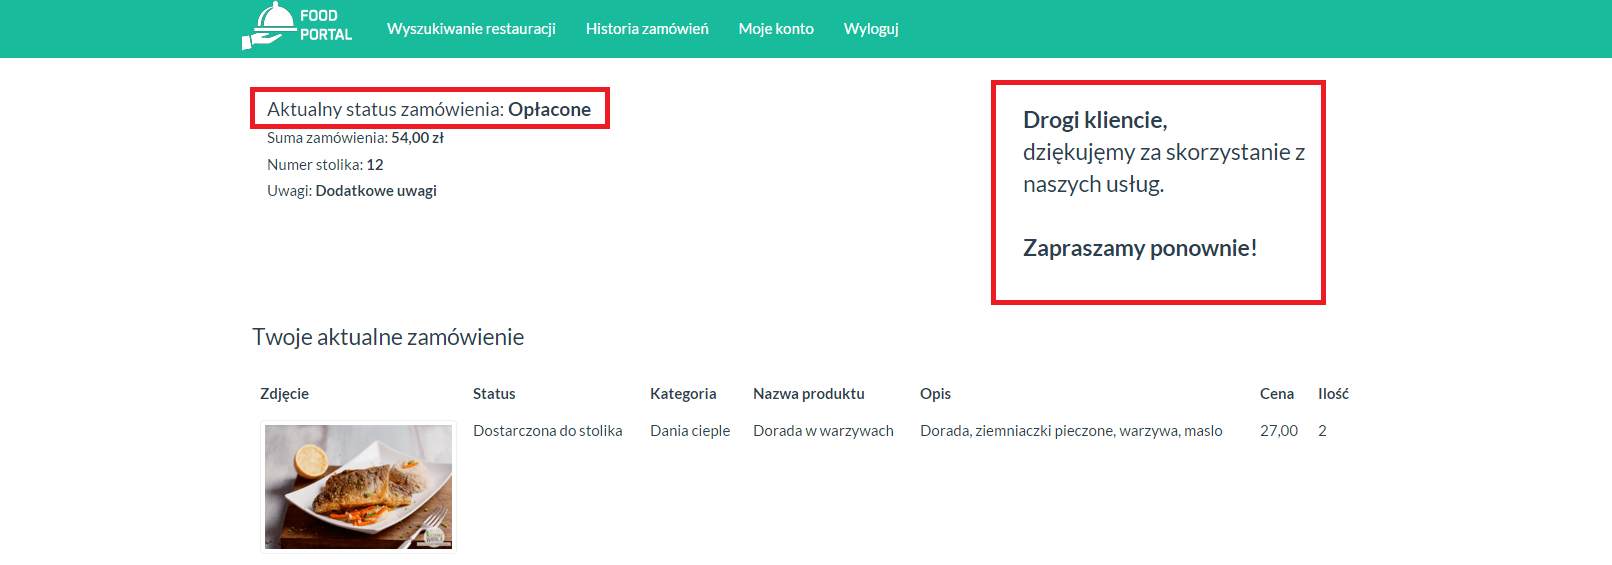 FOOD
PORTAL
Wyszukiwanie restauracji Historia zamówień Moje konto Wyloguj
Aktualny status zamówienia: Opłacone
Suma zamówienia: 54,00 zł
Numer stolika: 12
Uwagi: Dodatkowe uwagi
Drogi kliencie,
dziękujęmy za skorzystanie z
naszych usług.
Zapraszamy ponownie!
Twoje aktualne zamówienie
Zdjęcie Status Kategoria Nazwa produktu Opis Cena Ilość
Dostarczona do stolika Dania cieple Dorada w warzywach Dorada, ziemniaczki pieczone, warzywa, maslo 27,00 2